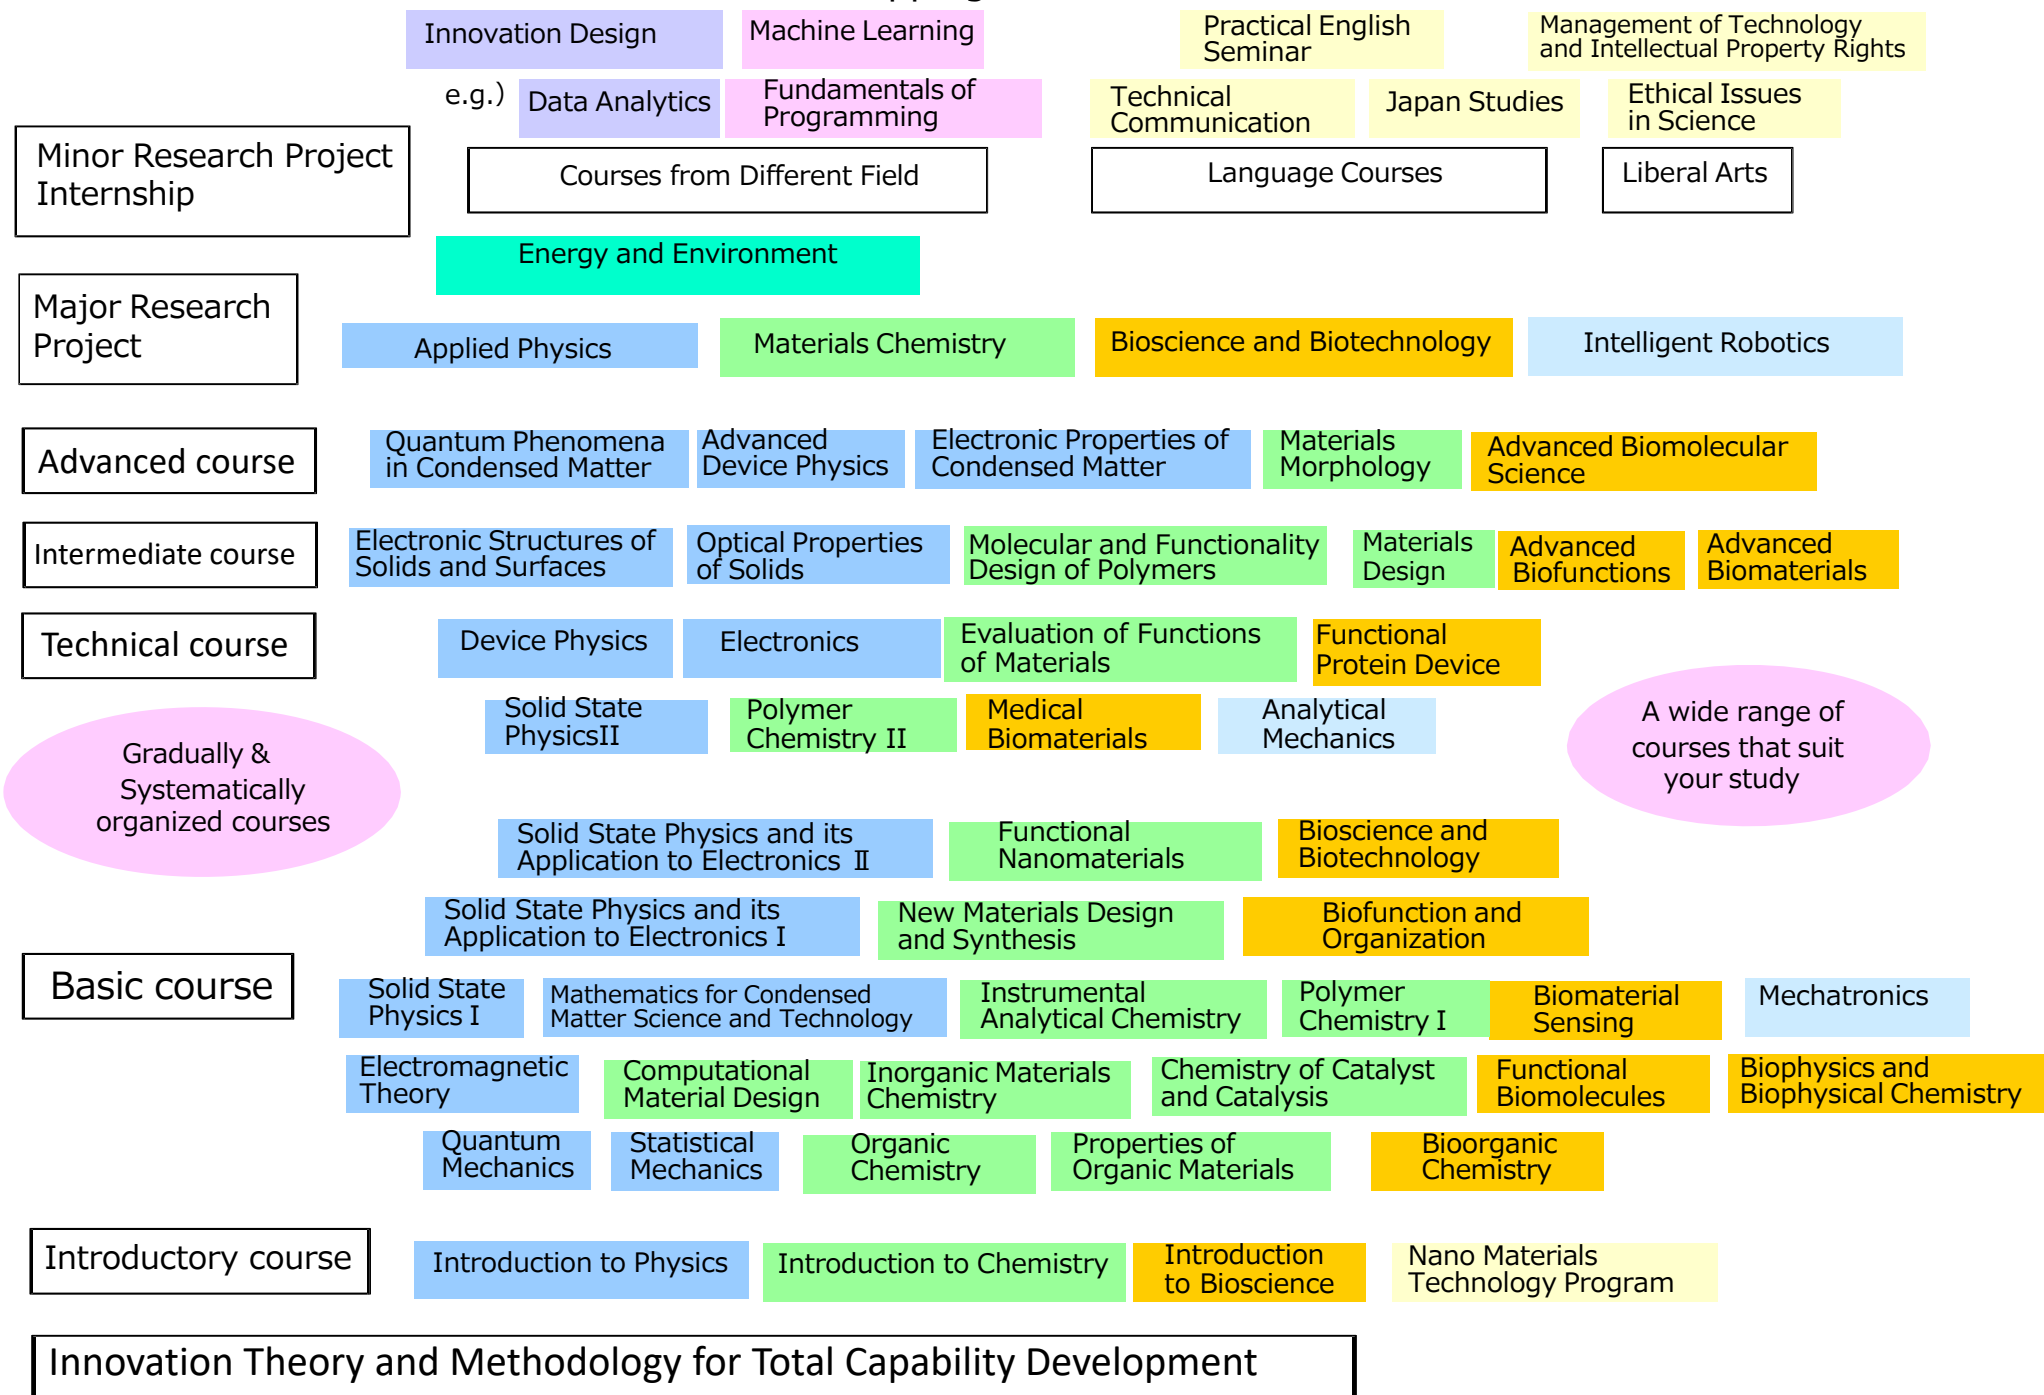 Innovation Design
Machine Learning
Practical English
Seminar
Management of Technology
and Intellectual Property Rights
e.g.)
Data Analytics
Fundamentals of
Programming
Technical
Communication
Japan Studies
Ethical Issues
in Science
Minor Research Project
Internship
Courses from Different Field
Language Courses
Liberal Arts
Energy and Environment
Major Research
Project
Applied Physics
Materials Chemistry
Bioscience and Biotechnology
Intelligent Robotics
Advanced course
Quantum Phenomena
in Condensed Matter
Advanced
Device Physics
Electronic Properties of
Condensed Matter
Materials
Morphology
Advanced Biomolecular
Science
Intermediate course
Electronic Structures of
Solids and Surfaces
Optical Properties
of Solids
Molecular and Functionality
Design of Polymers
Materials
Design
Advanced
Biofunctions
Advanced
Biomaterials
Technical course
Device Physics
Electronics
Evaluation of Functions
of Materials
Functional
Protein Device
Solid State
PhysicsII
Polymer
Chemistry II
Medical
Biomaterials
Analytical
Mechanics
A wide range of
courses that suit
your study
Gradually &
Systematically
organized courses
Solid State Physics and its
Application to Electronics Ⅱ
Functional
Nanomaterials
Bioscience and
Biotechnology
Solid State Physics and its
Application to Electronics I
New Materials Design
and Synthesis
Biofunction and
Organization
Basic course
Solid State
Physics I
Mathematics for Condensed
Matter Science and Technology
Instrumental
Analytical Chemistry
Polymer
Chemistry I
Biomaterial
Sensing
Mechatronics
Electromagnetic
Theory
Computational
Material Design
Inorganic Materials
Chemistry
Chemistry of Catalyst
and Catalysis
Functional
Biomolecules
Biophysics and
Biophysical Chemistry
Quantum
Mechanics
Statistical
Mechanics
Organic
Chemistry
Properties of
Organic Materials
Bioorganic
Chemistry
Introductory course
Introduction to Physics
Introduction to Chemistry
Introduction
to Bioscience
Nano Materials
Technology Program
Innovation Theory and Methodology for Total Capability Development